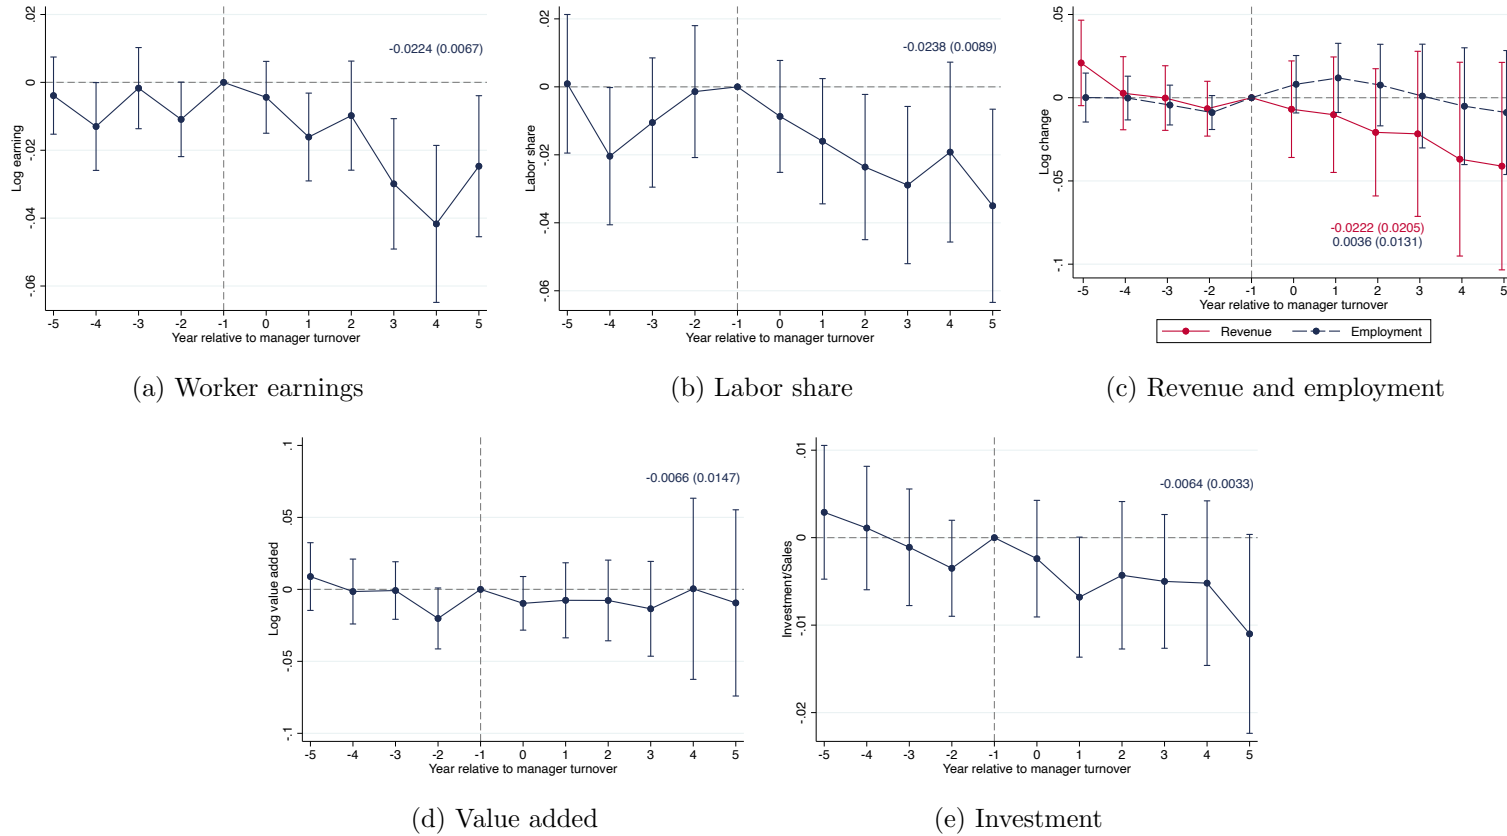 .02
0
-.02
-.04
-.06
Log earning
-0.0224 (0.0067)
-5 -4 -3 -2 -1 0 1 2 3 4 5
Year relative to manager turnover
(a) Worker earnings
.02
0
-.02
-.04
-.06
Labor share
-0.0238 (0.0089)
-5 -4 -3 -2 -1 0 1 2 3 4 5
Year relative to manager turnover
(b) Labor share
.05
0
-.05
-.1
Log change
-0.0222 (0.0205)
0.0036 (0.0131)
-5 -4 -3 -2 -1 0 1 2 3 4 5
Year relative to manager turnover
Revenue Employment
(c) Revenue and employment
.1
.05
0
-.05
-.1
Log value added
-0.0066 (0.0147)
-5 -4 -3 -2 -1 0 1 2 3 4 5
Year relative to manager turnover
(d) Value added
.01
0
-.01
-.02
Investment/Sales
-0.0064 (0.0033)
-5 -4 -3 -2 -1 0 1 2 3 4 5
Year relative to manager turnover
(e) Investment